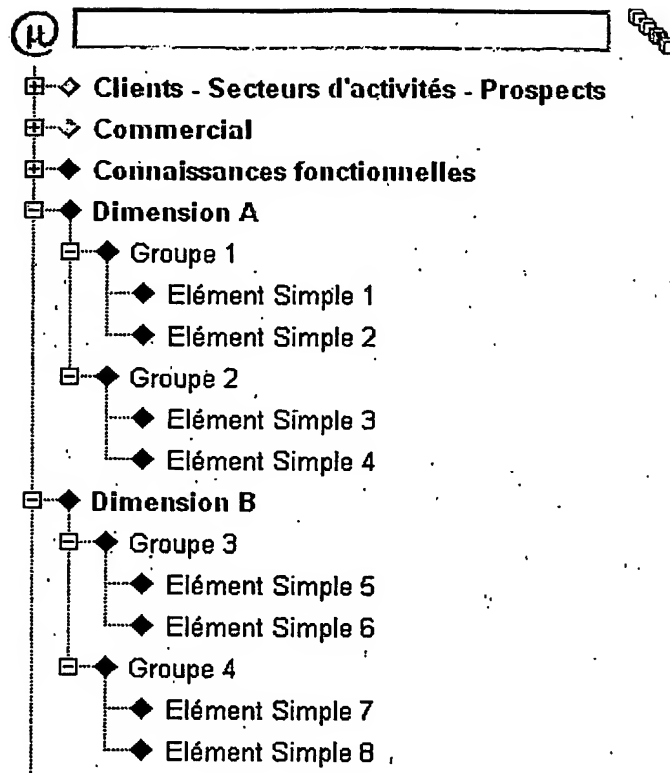 µ
Clients - Secteurs d'activités - Prospects
Commercial
Connaissances fonctionnelles
Dimension A
Groupe 1
Elément Simple 1
Elément Simple 2
Groupe 2
Elément Simple 3
Elément Simple 4
Dimension B
Groupe 3
Elément Simple 5
Elément Simple 6
Groupe 4
Elément Simple 7
Elément Simple 8